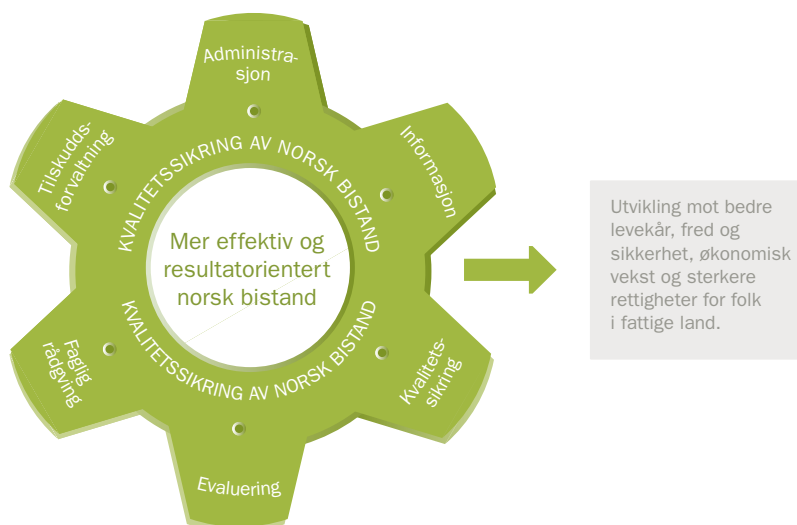 Administra-
sjon
Informasjon
Kvalitets-
sikring
Evaluering
Faglig
rådgving
Tilskudds-
forvaltning
KVALITETSSIKRING AV NORSK BISTAND
Mer effektiv og
resultatorientert
norsk bistand
KVALITETSSIKRING AV NORSK BISTAND
Utvikling mot bedre
levekår, fred og
sikkerhet, økonomisk
vekst og sterkere
rettigheter for folk
i fattige land.